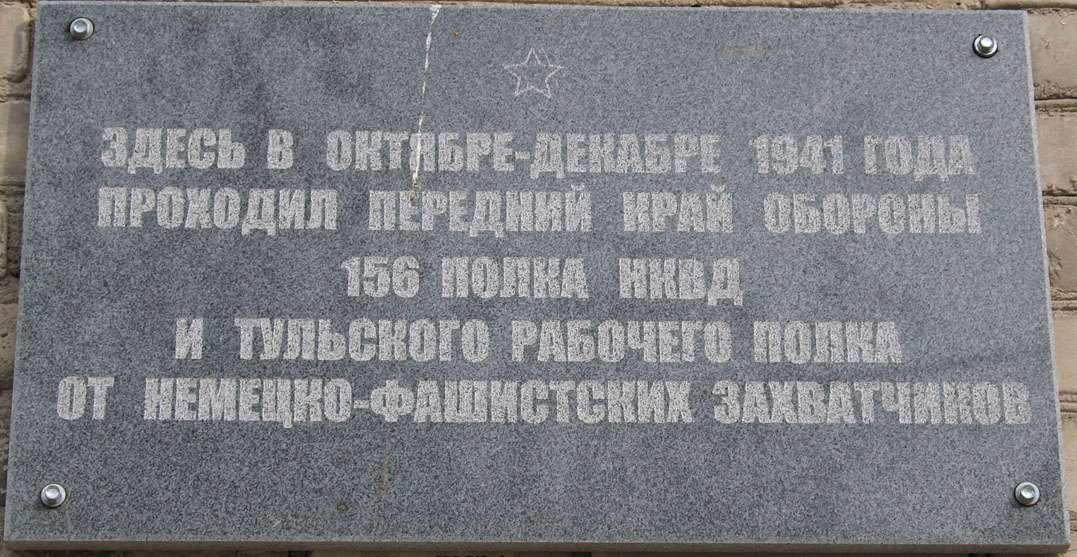 ЗДЕСЬ В ОКТЯБРЕ-ДЕКАБРЕ 1941 ГОДА
ПРОХОДИЛ ПЕРЕДНИЙ КРАЙ ОБОРОНЫ
156 ПОЛКА НКВД
И ТУЛЬСКОГО РАБОЧЕГО ПОЛКА
ОТ НЕМЕЦКО-ФАШИСТСКИХ ЗАХВАТЧИКОВ